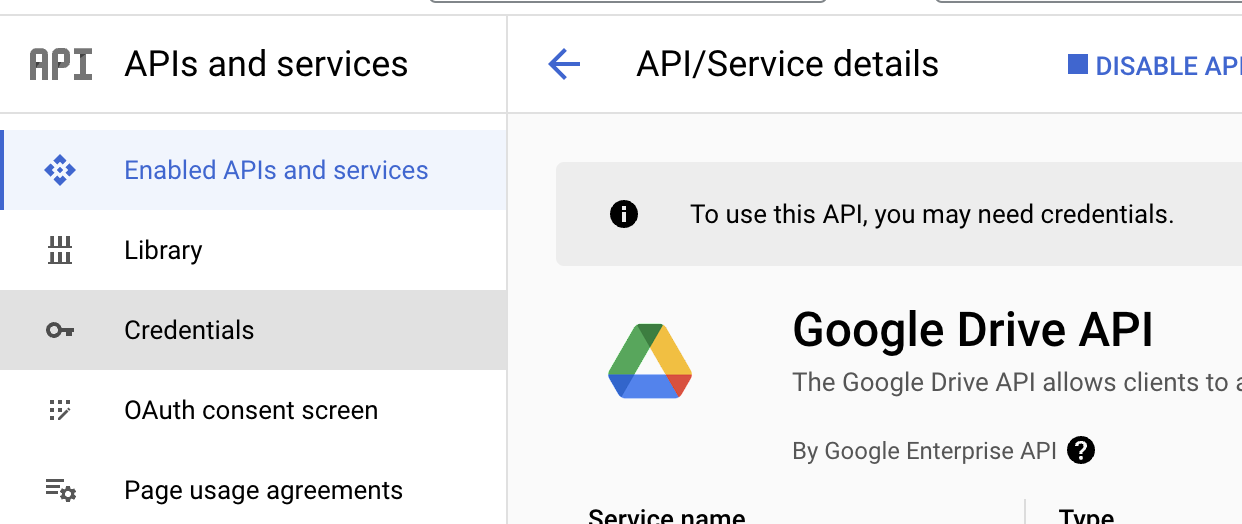 API APIs and services
Enabled APIs and services
Library
Credentials
OAuth consent screen
Page usage agreements
API/Service details
DISABLE API
To use this API, you may need credentials.
Google Drive API
The Google Drive API allows clients to a
By Google Enterprise API
Service name
Type